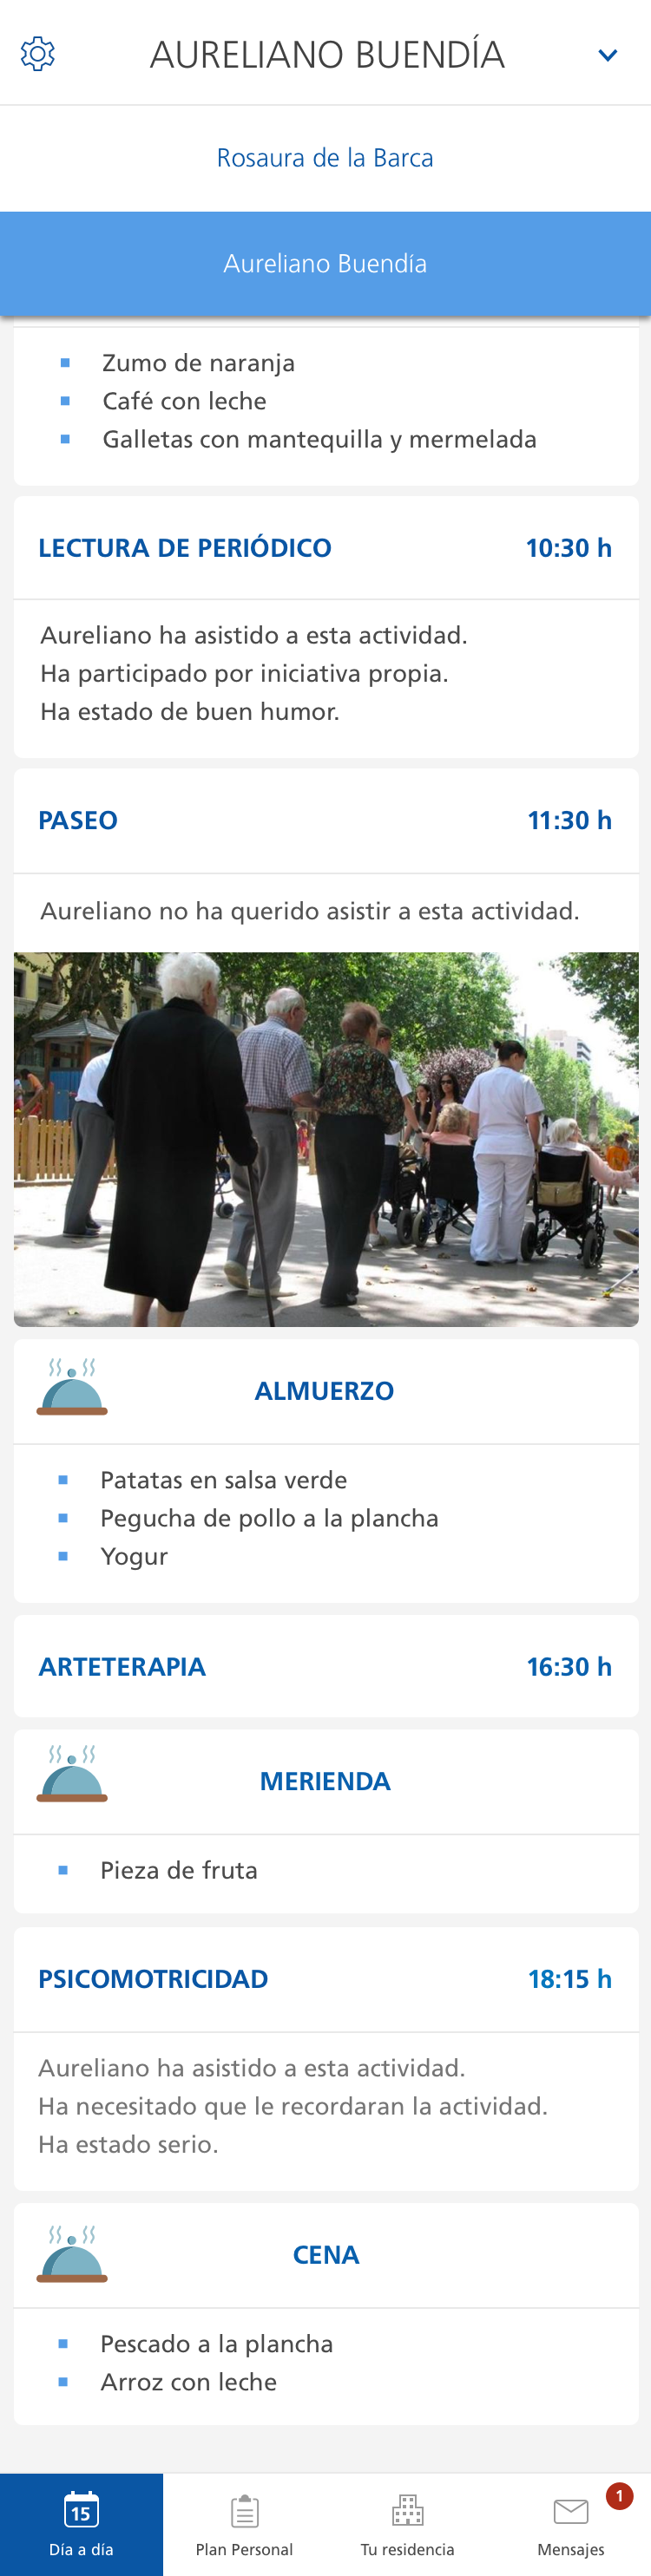 AURELIANO BUENDÍA
Rosaura de la Barca
Aureliano Buendía
Zumo de naranja
Café con leche
Galletas con mantequilla y mermelada
LECTURA DE PERIÓDICO 10:30 h
Aureliano ha asistido a esta actividad.
Ha participado por iniciativa propia.
Ha estado de buen humor.
PASEO 11:30 h
Aureliano no ha querido asistir a esta actividad.
ALMUERZO
Patatas en salsa verde
Pegucha de pollo a la plancha
Yogur
ARTETERAPIA 16:30 h
MERIENDA
Pieza de fruta
PSICOMOTRICIDAD 18:15 h
Aureliano ha asistido a esta actividad.
Ha necesitado que le recordaran la actividad.
Ha estado serio.
CENA
Pescado a la plancha
Arroz con leche
15 1
Día a día Plan Personal Tu residencia Mensajes